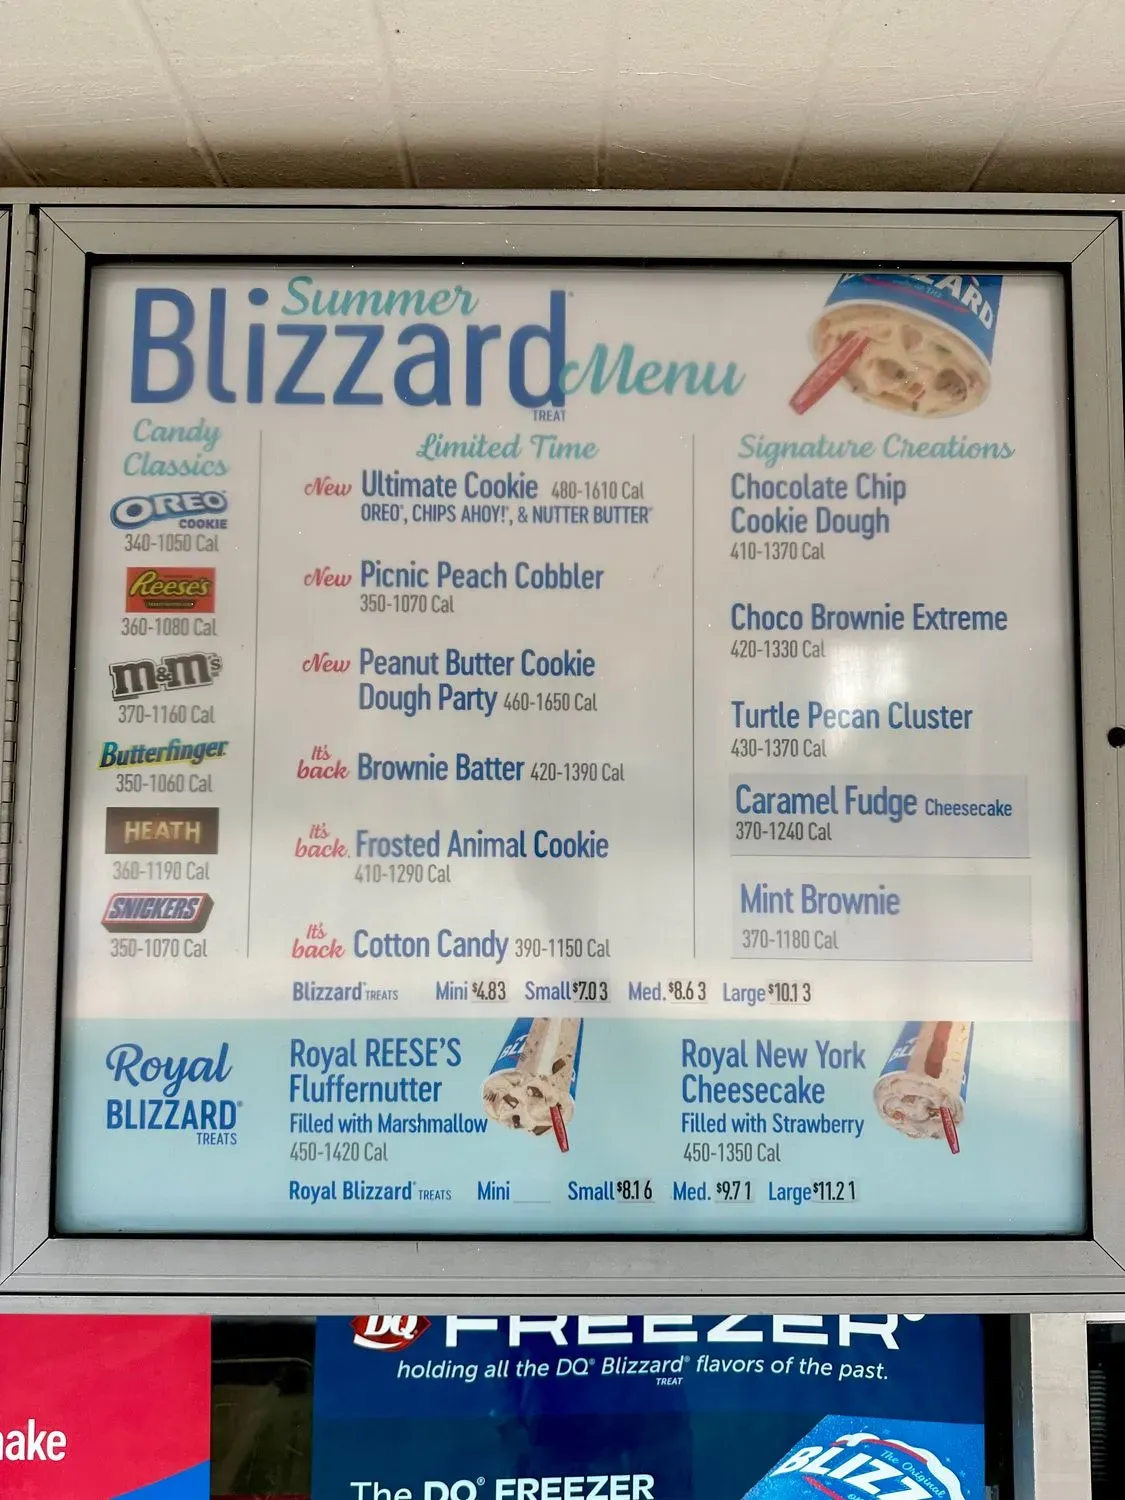 Summer
Blizzard®
Menu
TREAT
BLIZZARD
Candy
Classics
OREO
COOKIE
340-1050 Cal
Reese's
360-1080 Cal
m&m's
370-1160 Cal
Butterfinger
350-1060 Cal
HEATH
360-1190 Cal
SNICKERS
350-1070 Cal
Limited Time
New Ultimate Cookie 480-1610 Cal
OREO®, CHIPS AHOY!®, & NUTTER BUTTER®
New Picnic Peach Cobbler
350-1070 Cal
New Peanut Butter Cookie
Dough Party 460-1650 Cal
It's
back Brownie Batter 420-1390 Cal
It's
back Frosted Animal Cookie
410-1290 Cal
It's
back Cotton Candy 390-1150 Cal
Signature Creations
Chocolate Chip
Cookie Dough
410-1370 Cal
Choco Brownie Extreme
420-1330 Cal
Turtle Pecan Cluster
430-1370 Cal
Caramel Fudge Cheesecake
370-1240 Cal
Mint Brownie
370-1180 Cal
Blizzard® TREATS Mini $4.83 Small $7.03 Med. $8.63 Large $10.13
Royal
BLIZZARD®
TREATS
Royal REESE'S
Fluffernutter
Filled with Marshmallow
450-1420 Cal
Royal New York
Cheesecake
Filled with Strawberry
450-1350 Cal
Royal Blizzard® TREATS Mini Small $8.16 Med. $9.71 Large $11.21
DQ FREEZER
holding all the DQ® Blizzard® flavors of the past.
TREAT
ake
The DQ® FREEZER
BLIZZ
The Original